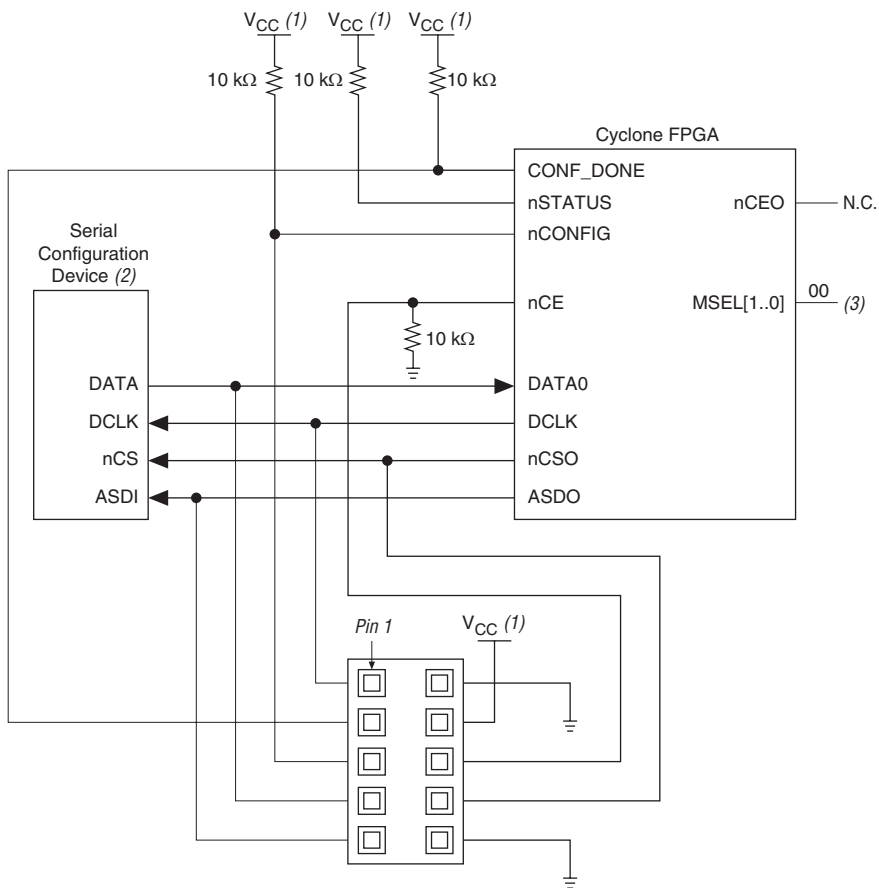 VCC (1) VCC (1) VCC (1)
10 kΩ 10 kΩ 10 kΩ
Cyclone FPGA
CONF_DONE
nSTATUS
nCEO
N.C.
nCONFIG
Serial
Configuration
Device (2)
nCE
MSEL[1..0]
00
(3)
10 kΩ
DATA
DATA0
DCLK
DCLK
nCS
nCSO
ASDI
ASDO
Pin 1
VCC (1)